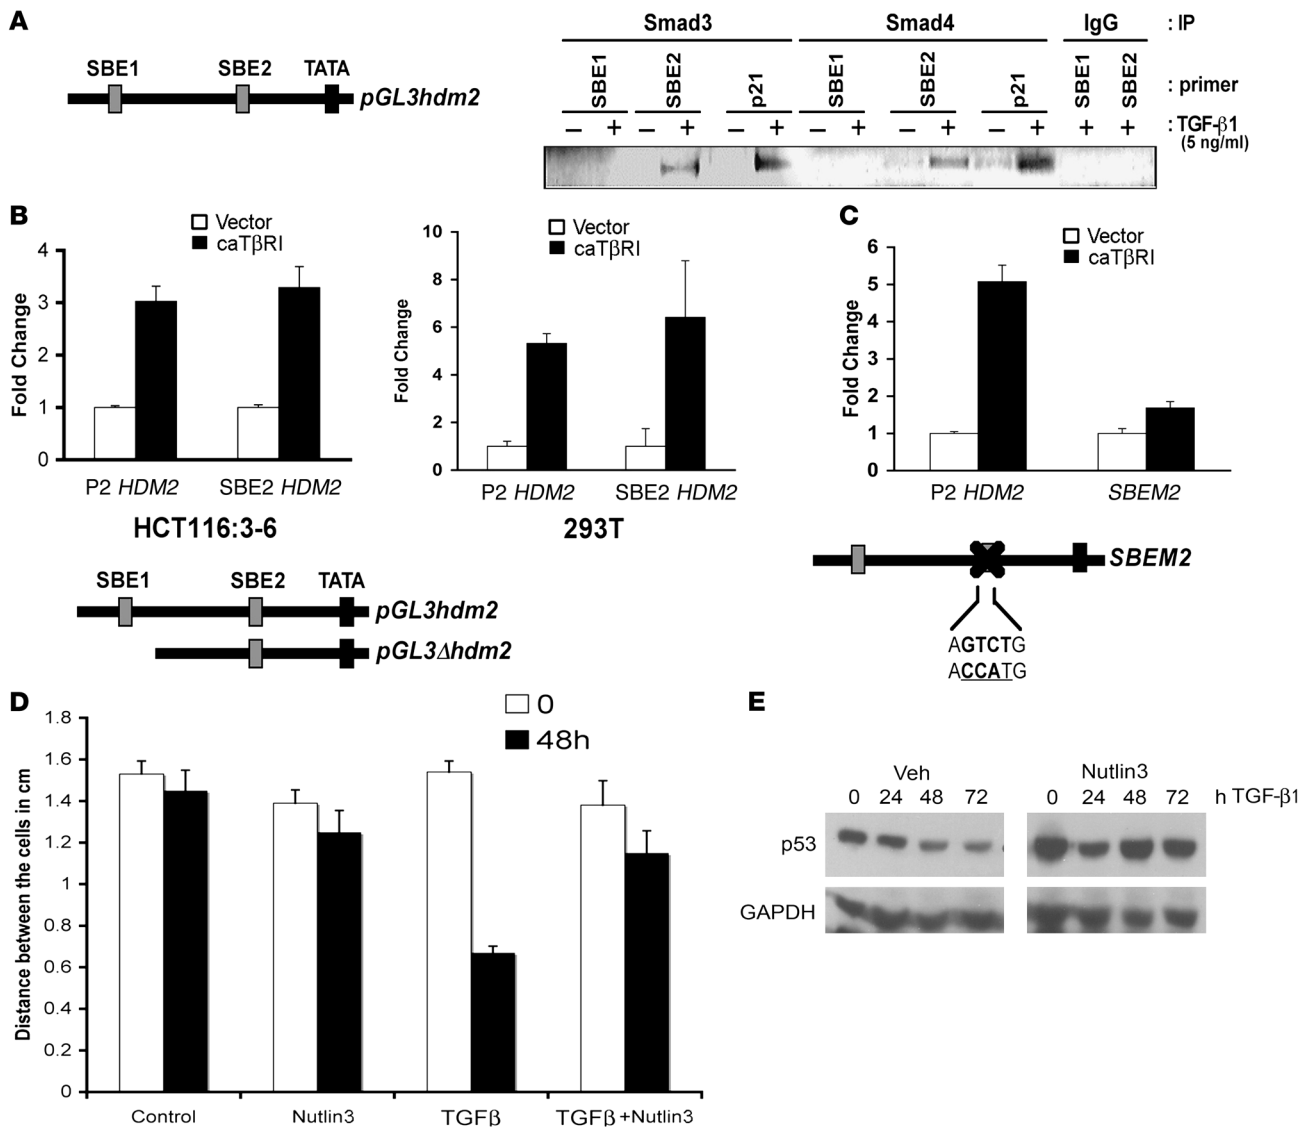 A
Smad3 Smad4 IgG : IP
SBE1 SBE2 TATA
pGL3hdm2
SBE1 SBE2 p21 SBE1 SBE2 p21 SBE1 SBE2 : primer
− + − + − + − + − + − + + + : TGF-β1
(5 ng/ml)
B
Vector
caTβRI
Fold Change
4
3
2
1
0
P2 HDM2 SBE2 HDM2
HCT116:3-6
Vector
caTβRI
Fold Change
10
8
6
4
2
0
P2 HDM2 SBE2 HDM2
293T
SBE1 SBE2 TATA
pGL3hdm2
pGL3Δhdm2
C
Vector
caTβRI
Fold Change
6
5
4
3
2
1
0
P2 HDM2 SBEM2
SBEM2
AGTCTG
ACCATG
D
0
48h
Distance between the cells in cm
1.8
1.6
1.4
1.2
1
0.8
0.6
0.4
0.2
0
Control Nutlin3 TGFβ TGFβ+Nutlin3
E
Veh Nutlin3
0 24 48 72 0 24 48 72 h TGF-β1
p53
GAPDH